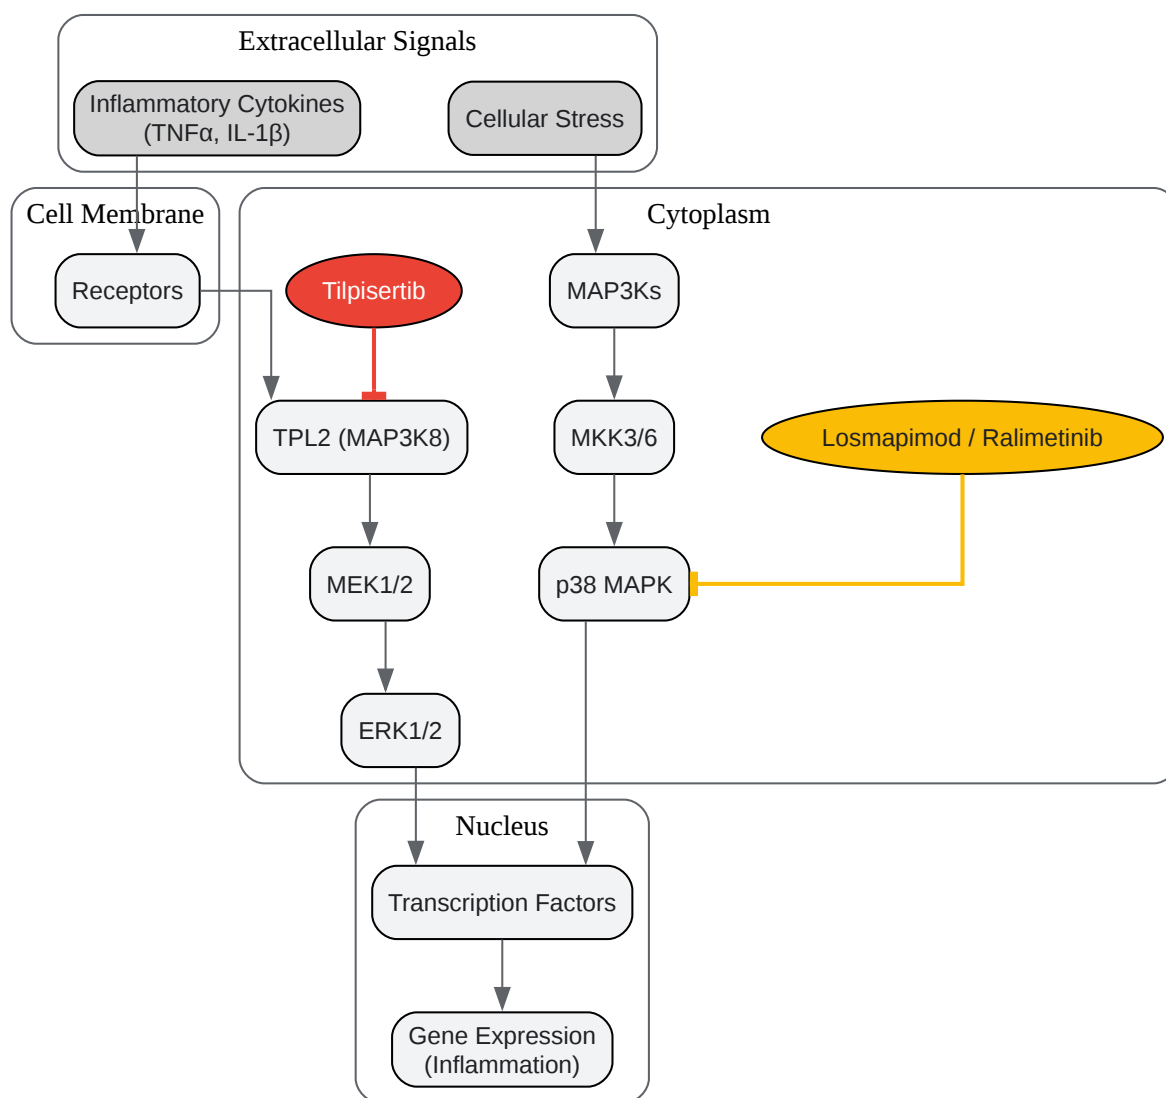 Extracellular Signals
Inflammatory Cytokines
(TNFα, IL-1β)
Cellular Stress
Cell Membrane
Cytoplasm
Receptors
Tilpisertib
MAP3Ks
TPL2 (MAP3K8)
MKK3/6
Losmapimod / Ralimetinib
MEK1/2
p38 MAPK
ERK1/2
Nucleus
Transcription Factors
Gene Expression
(Inflammation)